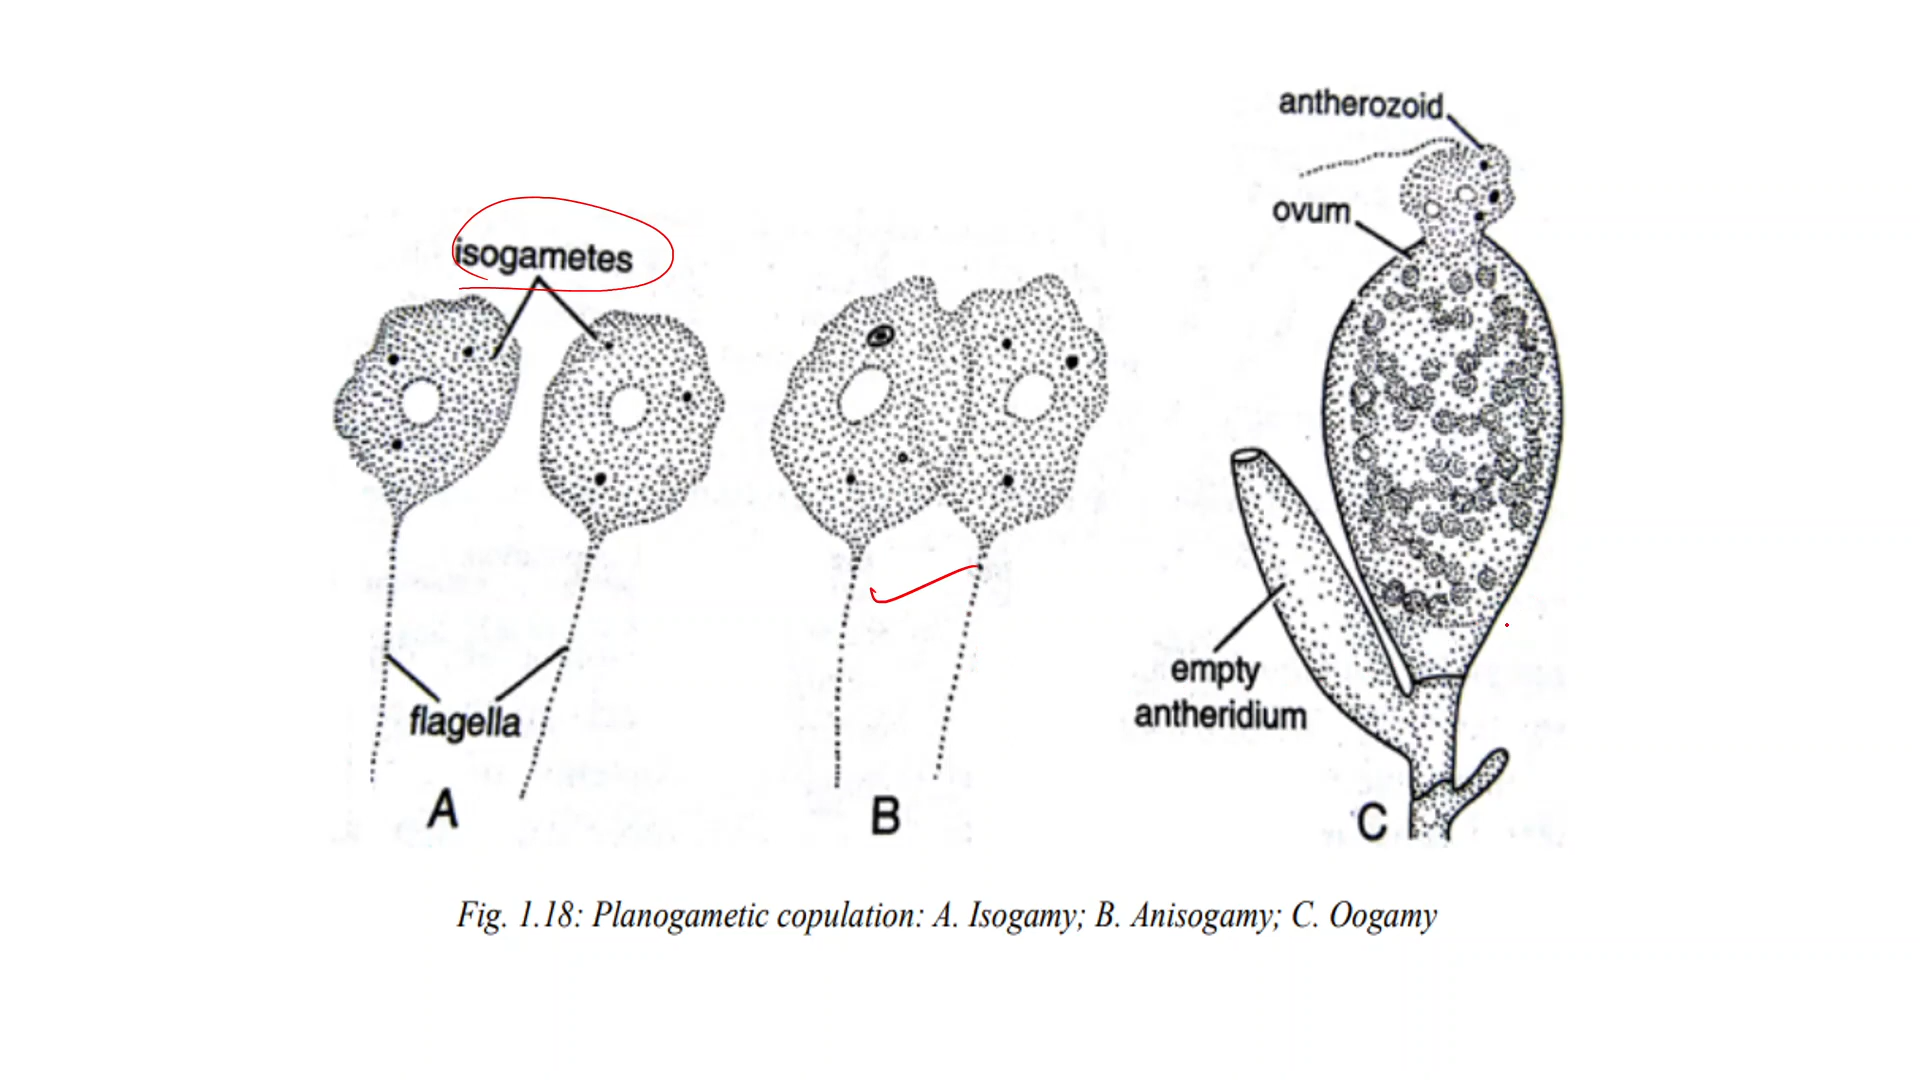 antherozoid
ovum
isogametes
flagella
empty
antheridium
A
B
C
Fig. 1.18: Planogametic copulation: A. Isogamy; B. Anisogamy; C. Oogamy